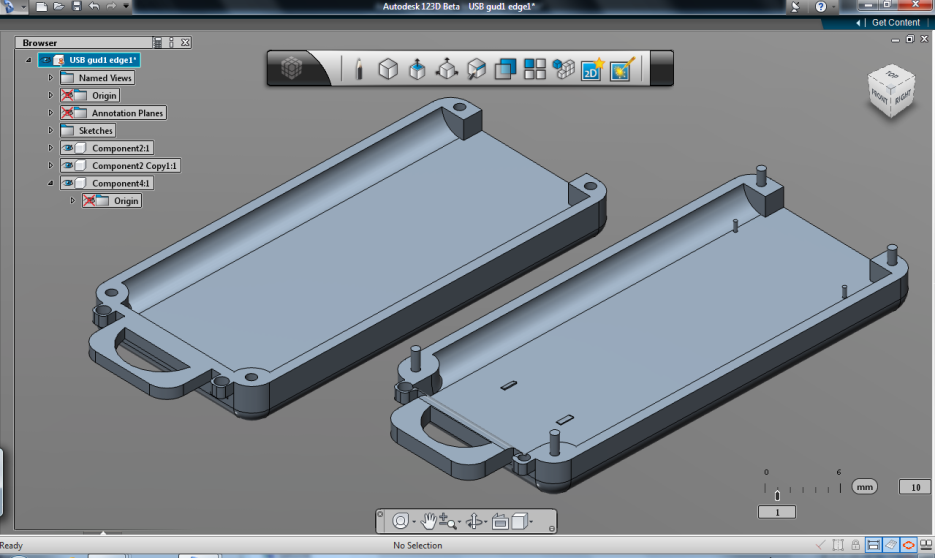 Autodesk 123D Beta - USB gud1 edge1*
Get Content
Browser
USB gud1 edge1*
Named Views
Origin
Annotation Planes
Sketches
Component2:1
Component2 Copy1:1
Component4:1
Origin
2D
TOP
FRONT
RIGHT
0 6
mm 10
1
Ready No Selection